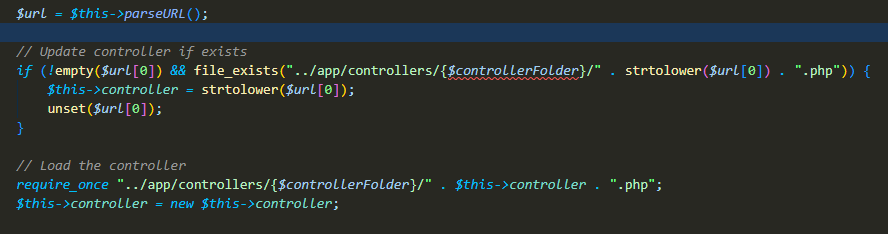 $url = $this->parseURL();
// Update controller if exists
if (!empty($url[0]) && file_exists("../app/controllers/{$controllerFolder}/" . strtolower($url[0]) . ".php")) {
$this->controller = strtolower($url[0]);
unset($url[0]);
}
// Load the controller
require_once "../app/controllers/{$controllerFolder}/" . $this->controller . ".php";
$this->controller = new $this->controller;